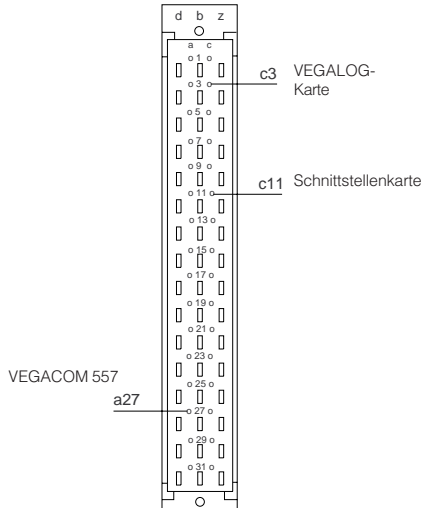 d b z
a c
1
3
c3 VEGALOG-
Karte
5
7
9
11
c11 Schnittstellenkarte
13
15
17
19
21
23
VEGACOM 557
25
a27
27
29
31